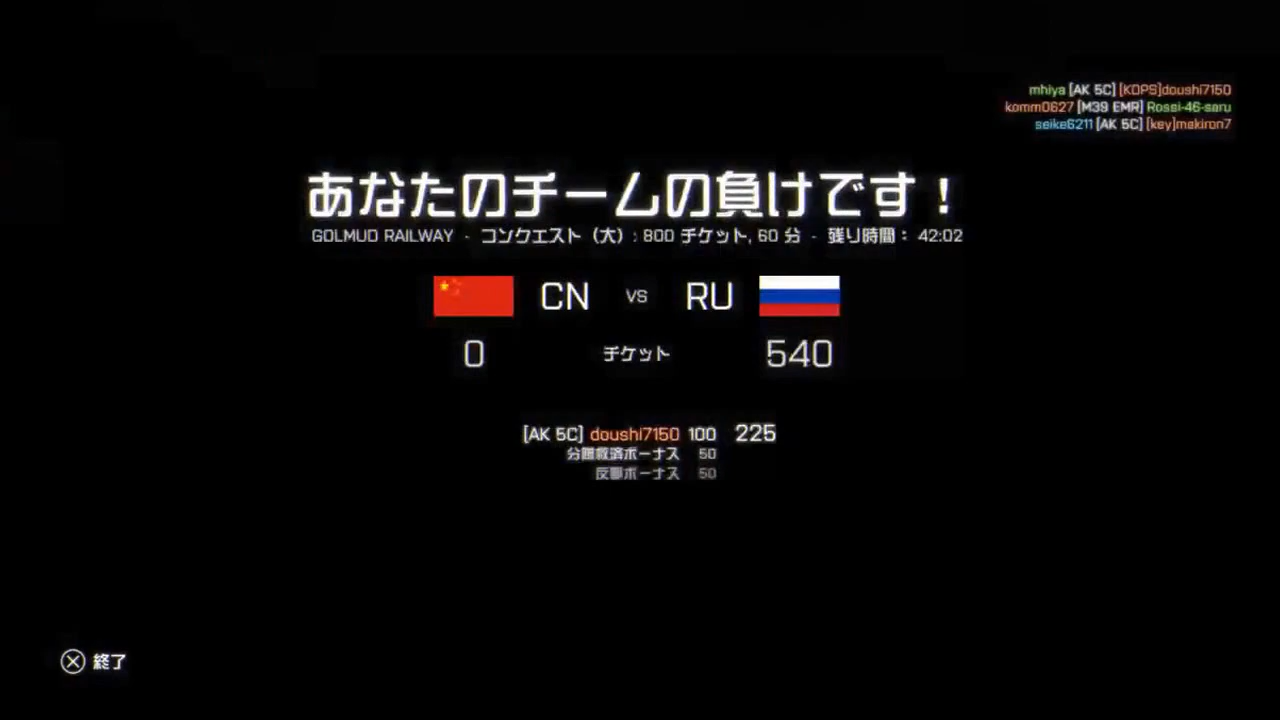 mhiya [AK 5C] [KOPS]doushi7150
komm0627 [M39 EMR] Rossi-46-saru
seike6211 [AK 5C] [key]makiron7
あなたのチームの負けです！
GOLMUD RAILWAY - コンクエスト（大）: 800 チケット, 60 分 - 残り時間： 42:02
CN VS RU
0 チケット 540
[AK 5C] doushi7150 100 225
分隊救済ボーナス 50
反撃ボーナス 50
終了